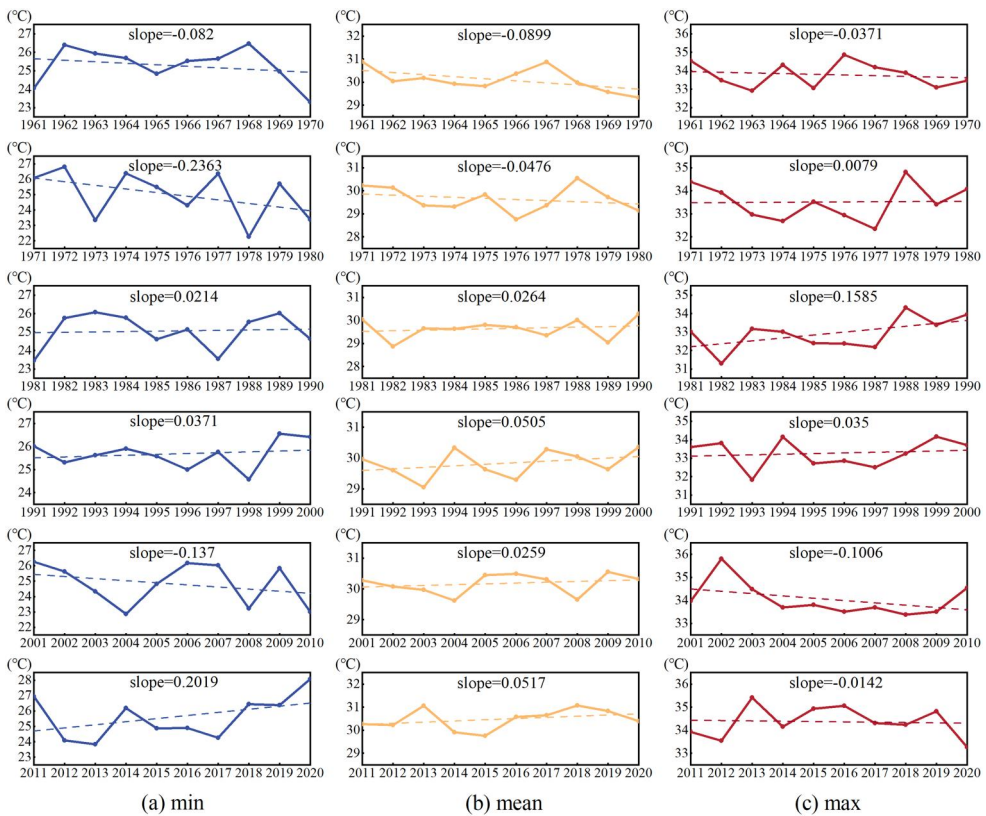 (℃) (℃) (℃)
27 slope=-0.082
26
25
24
23
1961 1962 1963 1964 1965 1966 1967 1968 1969 1970
32 slope=-0.0899
31
30
29
1961 1962 1963 1964 1965 1966 1967 1968 1969 1970
36 slope=-0.0371
35
34
33
32
1961 1962 1963 1964 1965 1966 1967 1968 1969 1970
(℃) (℃) (℃)
27 slope=-0.2363
26
25
24
23
22
1971 1972 1973 1974 1975 1976 1977 1978 1979 1980
31 slope=-0.0476
30
29
1971 1972 1973 1974 1975 1976 1987 1988 1979 1980
35 slope=0.0079
34
33
32
1971 1972 1973 1974 1975 1976 1977 1978 1979 1980
(℃) (℃) (℃)
27 slope=0.0214
26
25
24
23
1981 1982 1983 1984 1985 1986 1987 1988 1989 1990
31 slope=0.0264
30
29
28
1981 1982 1983 1984 1985 1986 1987 1988 1989 1990
35 slope=0.1585
34
33
32
31
1981 1982 1983 1984 1985 1986 1987 1988 1989 1990
(℃) (℃) (℃)
27 slope=0.0371
26
25
24
1991 1992 1993 1994 1995 1996 1997 1998 1999 2000
31 slope=0.0505
30
29
1991 1992 1993 1994 1995 1996 1997 1998 1999 2000
35 slope=0.035
34
33
32
31
1991 1992 1993 1994 1995 1996 1997 1998 1999 2000
(℃) (℃) (℃)
27 slope=-0.137
26
25
24
23
22
2001 2002 2003 2004 2005 2006 2007 2008 2009 2010
31 slope=0.0259
30
29
2001 2002 2003 2004 2005 2006 2007 2008 2009 2010
36 slope=-0.1006
35
34
33
2001 2002 2003 2004 2005 2006 2007 2008 2009 2010
(℃) (℃) (℃)
28 slope=0.2019
27
26
25
24
23
2011 2012 2013 2014 2015 2016 2017 2018 2019 2020
32 slope=0.0517
31
30
29
2011 2012 2013 2014 2015 2016 2017 2018 2019 2020
36 slope=-0.0142
35
34
33
2011 2012 2013 2014 2015 2016 2017 2018 2019 2020
(a) min (b) mean (c) max